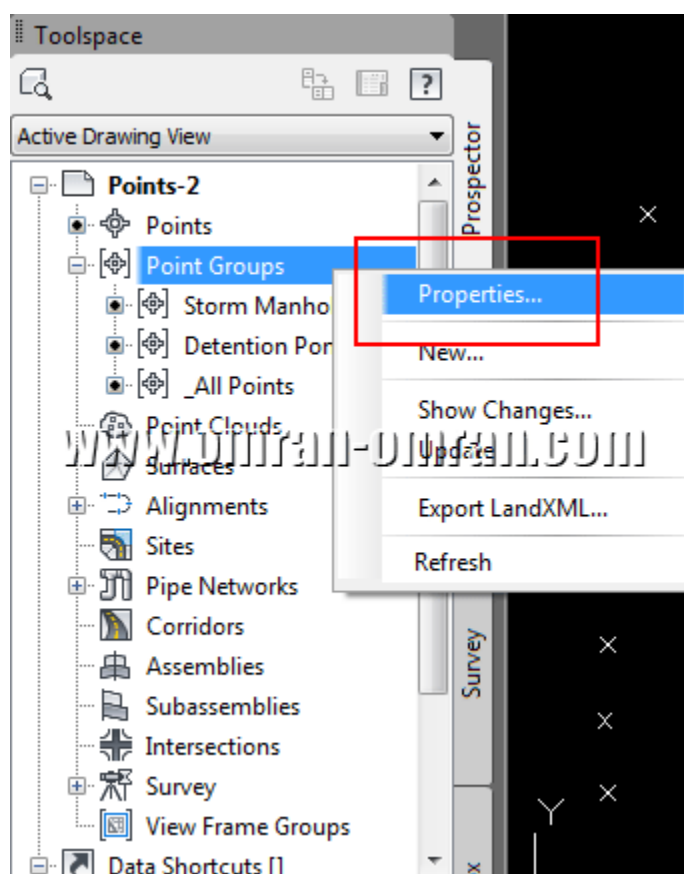 Toolspace
?
Active Drawing View
Prospector
Points-2
Points
Point Groups
Properties...
Storm Manho
New...
Detention Pon
_All Points
Show Changes...
Point Clouds
Update
www.omran-omran.com
Surfaces
Alignments
Export LandXML...
Sites
Refresh
Pipe Networks
Corridors
Survey
Assemblies
Subassemblies
Intersections
Survey
View Frame Groups
Y
Data Shortcuts []